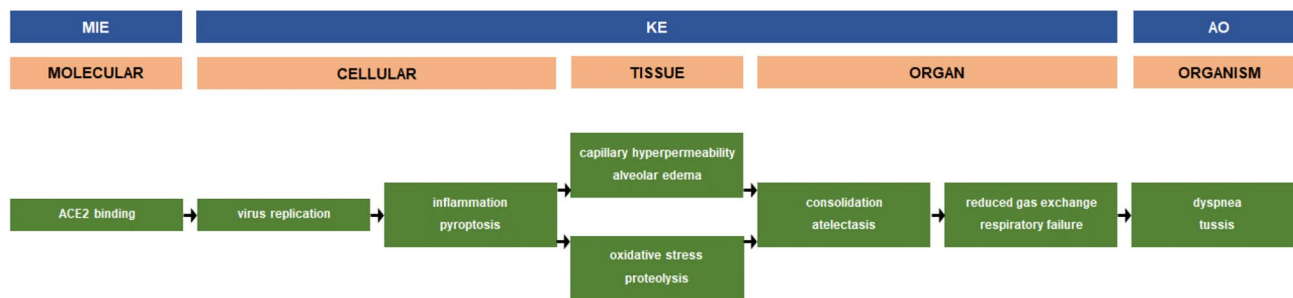 MIE
KE
AO
MOLECULAR
CELLULAR
TISSUE
ORGAN
ORGANISM
ACE2 binding
virus replication
inflammation
pyroptosis
capillary hyperpermeability
alveolar edema
oxidative stress
proteolysis
consolidation
atelectasis
reduced gas exchange
respiratory failure
dyspnea
tussis